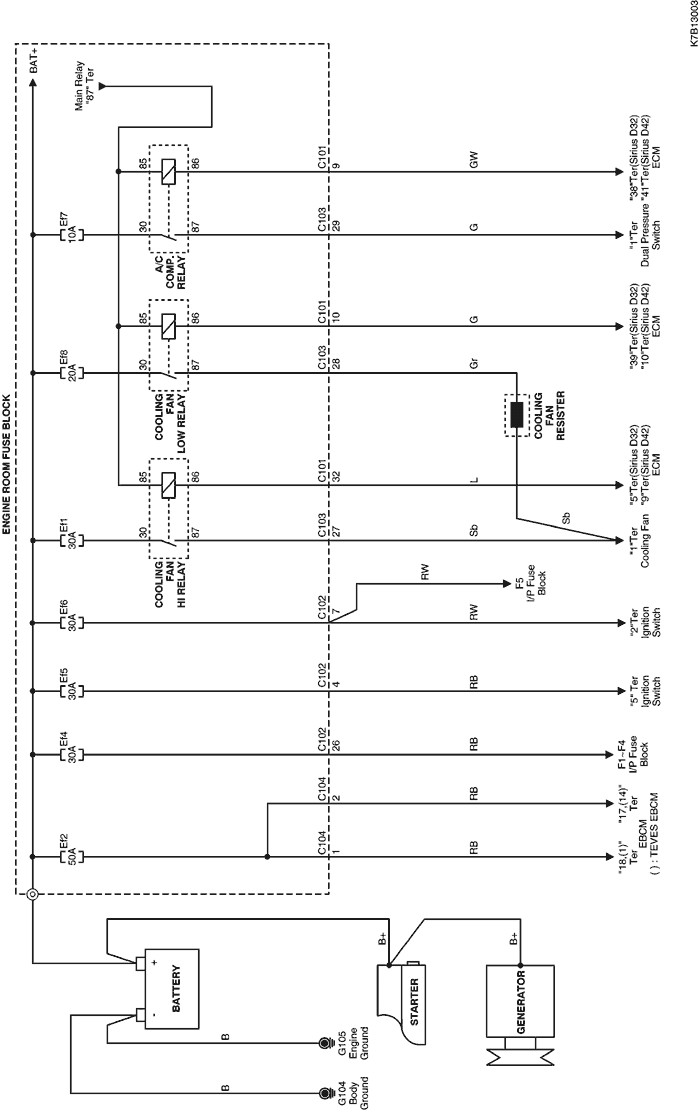 K7B13003
ENGINE ROOM FUSE BLOCK
BAT+
Main Relay
"87" Ter
Ef2
50A
Ef4
30A
Ef5
30A
Ef6
30A
Ef1
30A
Ef8
20A
Ef7
10A
30
85
87
86
COOLING
FAN
HI RELAY
30
85
87
86
COOLING
FAN
LOW RELAY
30
85
87
86
A/C
COMP.
RELAY
C104
1
C104
2
C102
26
C102
4
C102
7
C103
27
C101
32
C103
28
C101
10
C103
29
C101
9
RB
RB
RB
RB
RW
RW
Sb
L
Gr
G
G
GW
Sb
COOLING
FAN
RESISTER
F5
I/P Fuse
Block
"18,(1)"
Ter
"17,(14)"
Ter
EBCM
( ) : TEVES EBCM
F1~F4
I/P Fuse
Block
"5" Ter
Ignition
Switch
"2"Ter
Ignition
Switch
"1"Ter
Cooling Fan
"5"Ter(Sirius D32)
"9"Ter(Sirius D42)
ECM
"39"Ter(Sirius D32)
"10"Ter(Sirius D42)
ECM
"1"Ter
Dual Pressure
Switch
"38"Ter(Sirius D32)
"41"Ter(Sirius D42)
ECM
- +
BATTERY
B
B
G104
Body
Ground
G105
Engine
Ground
B+
STARTER
B+
GENERATOR